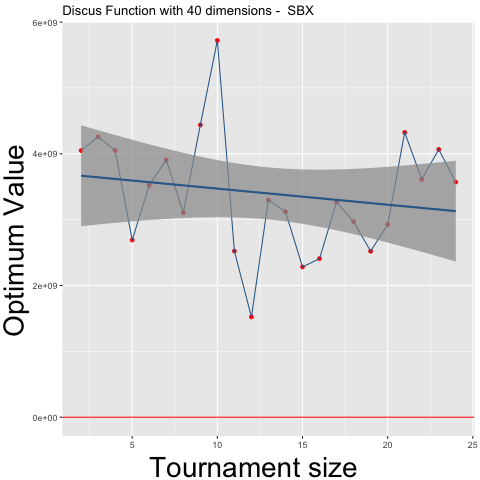 Discus Function with 40 dimensions -  SBX
6e+09
4e+09
2e+09
0e+00
Optimum Value
5 10 15 20 25
Tournament size